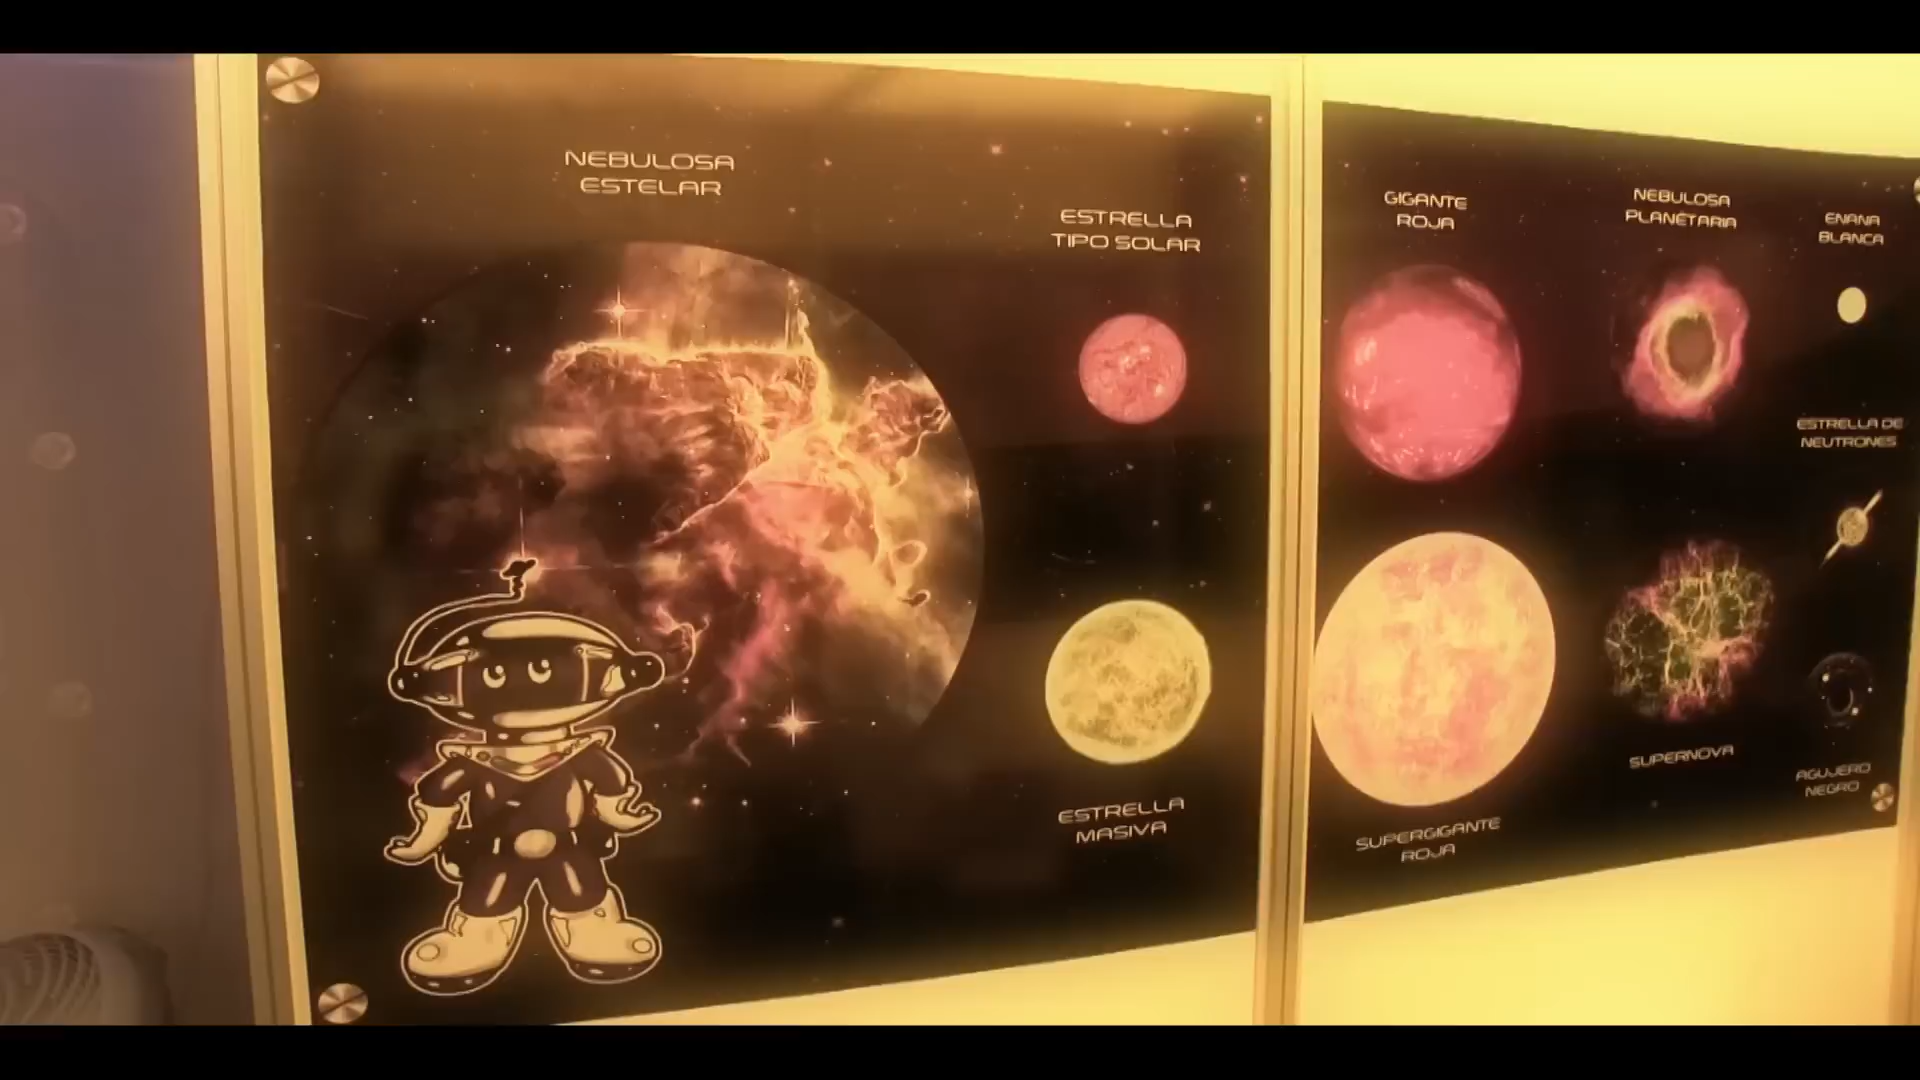 NEBULOSA
ESTELAR
ESTRELLA
TIPO SOLAR
ESTRELLA
MASIVA
GIGANTE
ROJA
NEBULOSA
PLANETARIA
ENANA
BLANCA
ESTRELLA DE
NEUTRONES
SUPERGIGANTE
ROJA
SUPERNOVA
AGUJERO
NEGRO